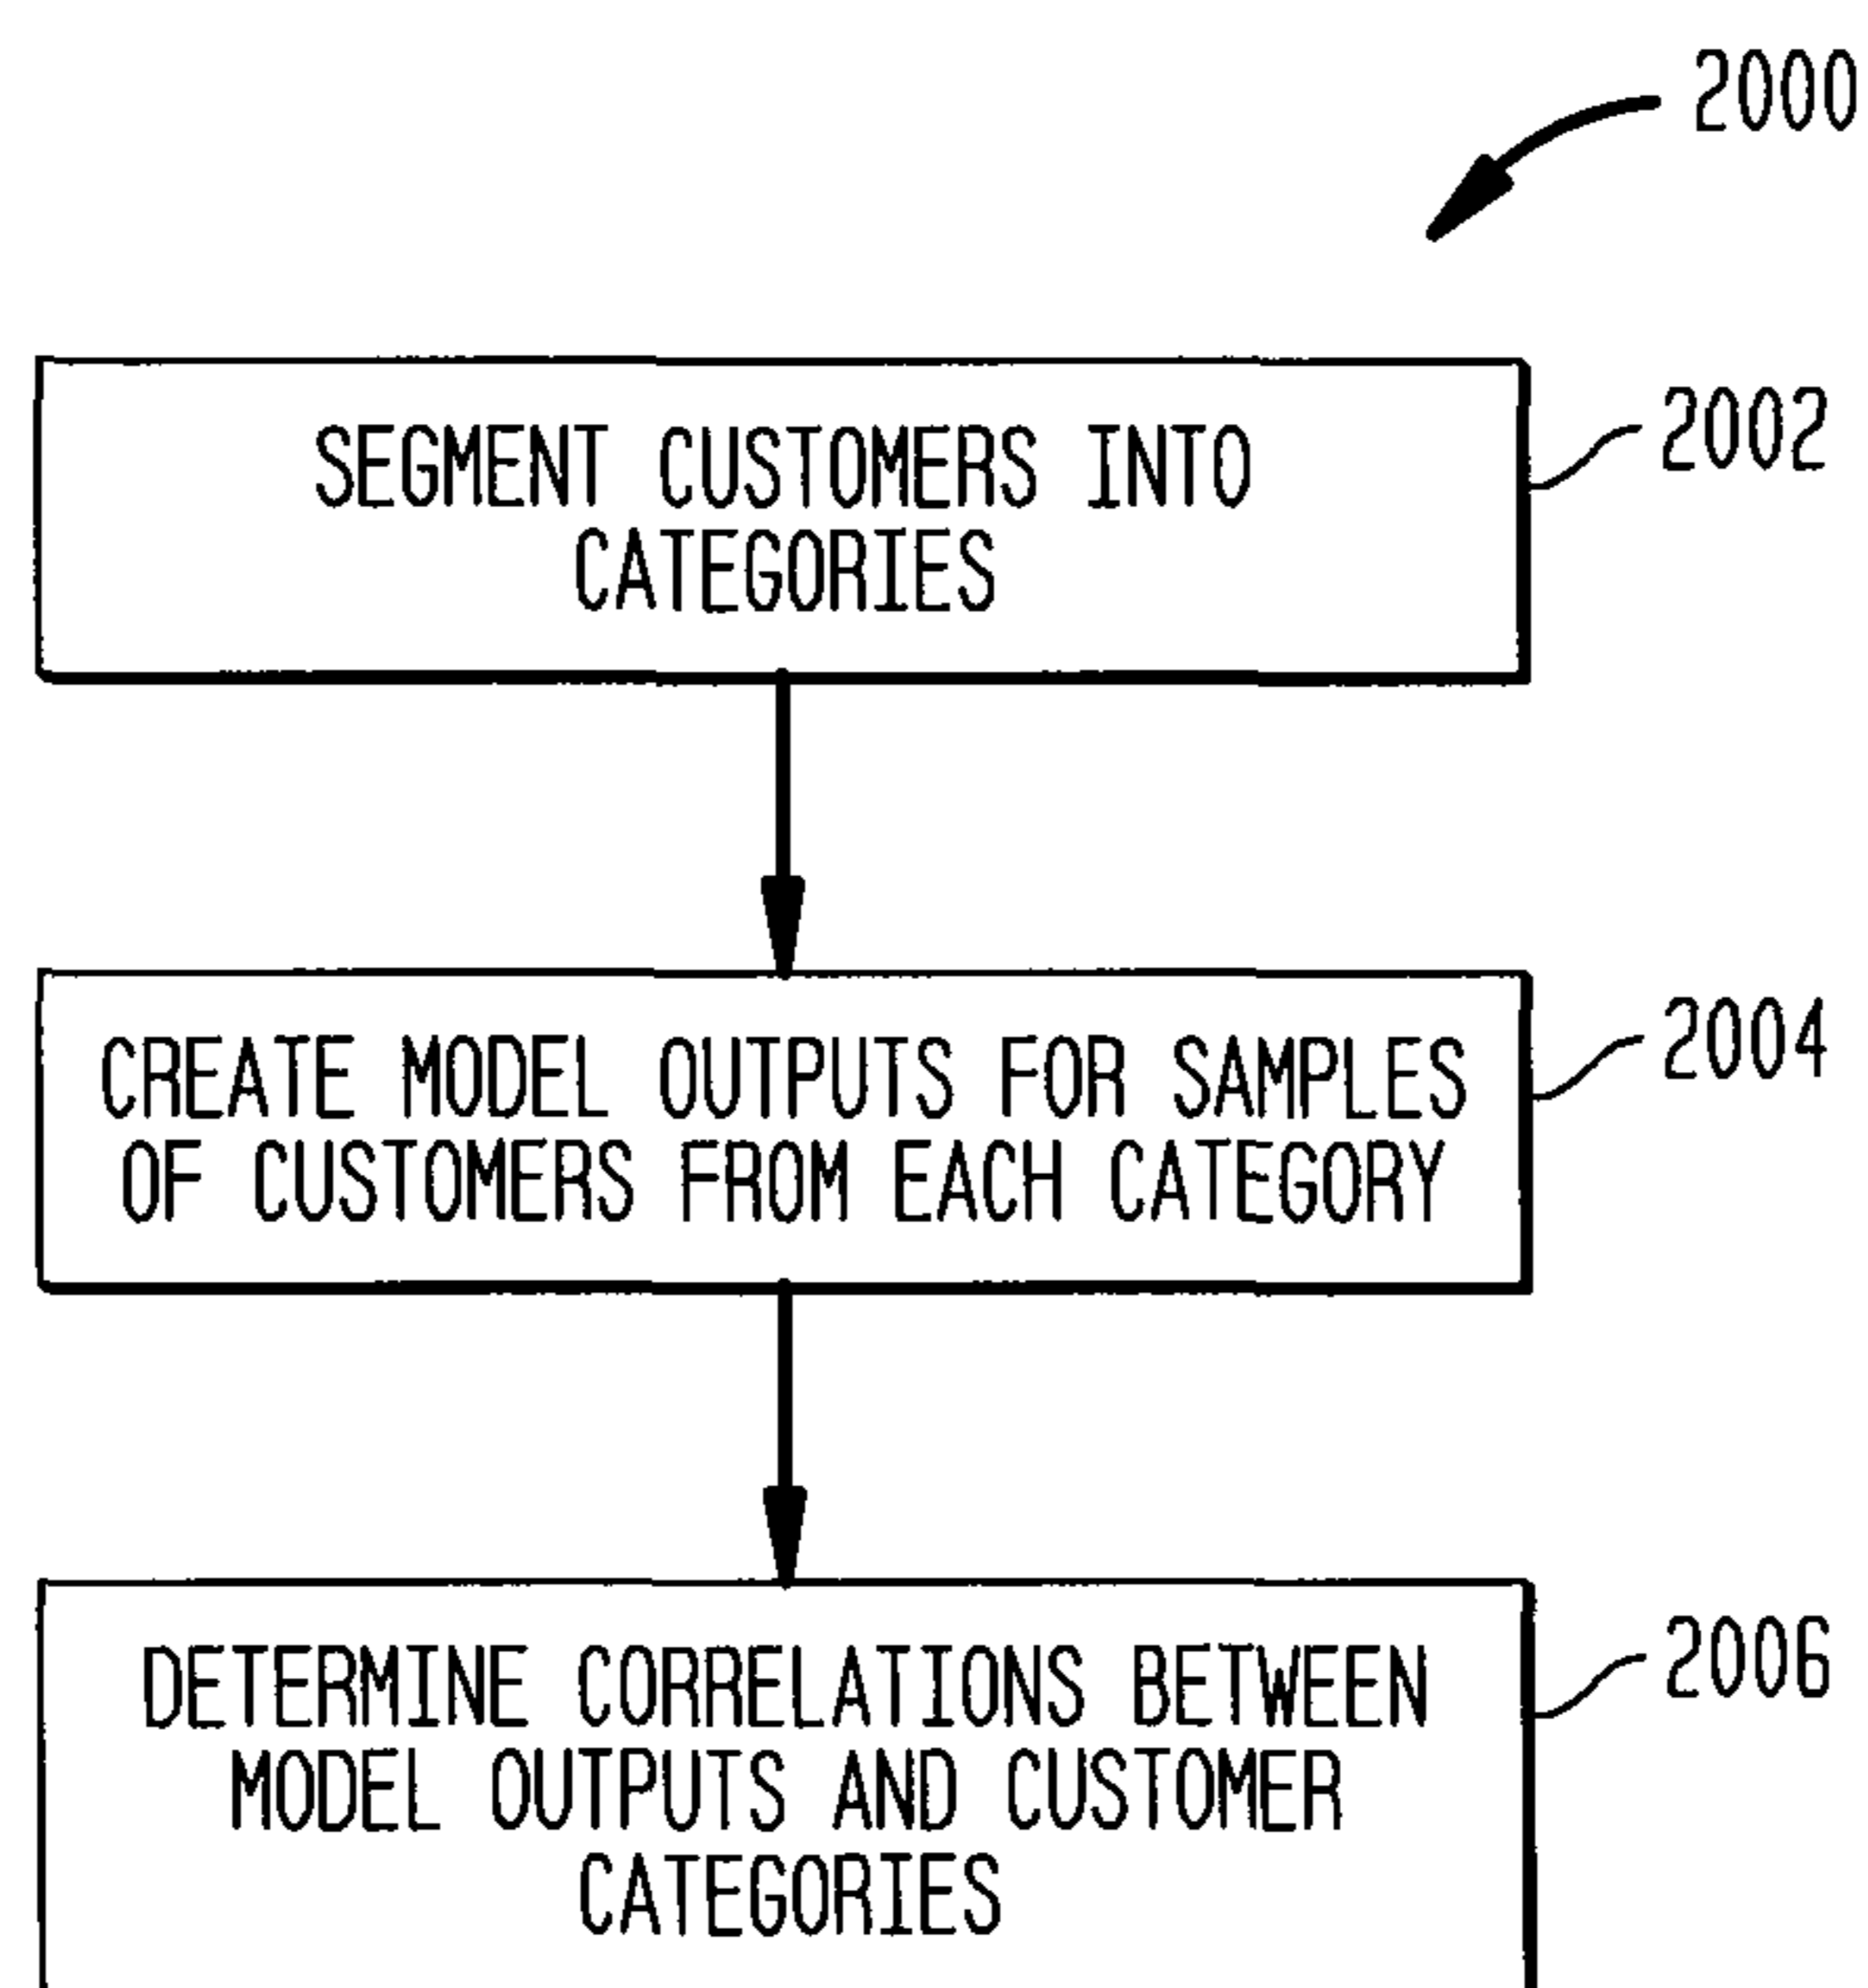 2000
SEGMENT CUSTOMERS INTO
CATEGORIES
2002
CREATE MODEL OUTPUTS FOR SAMPLES
OF CUSTOMERS FROM EACH CATEGORY
2004
DETERMINE CORRELATIONS BETWEEN
MODEL OUTPUTS AND CUSTOMER
CATEGORIES
2006